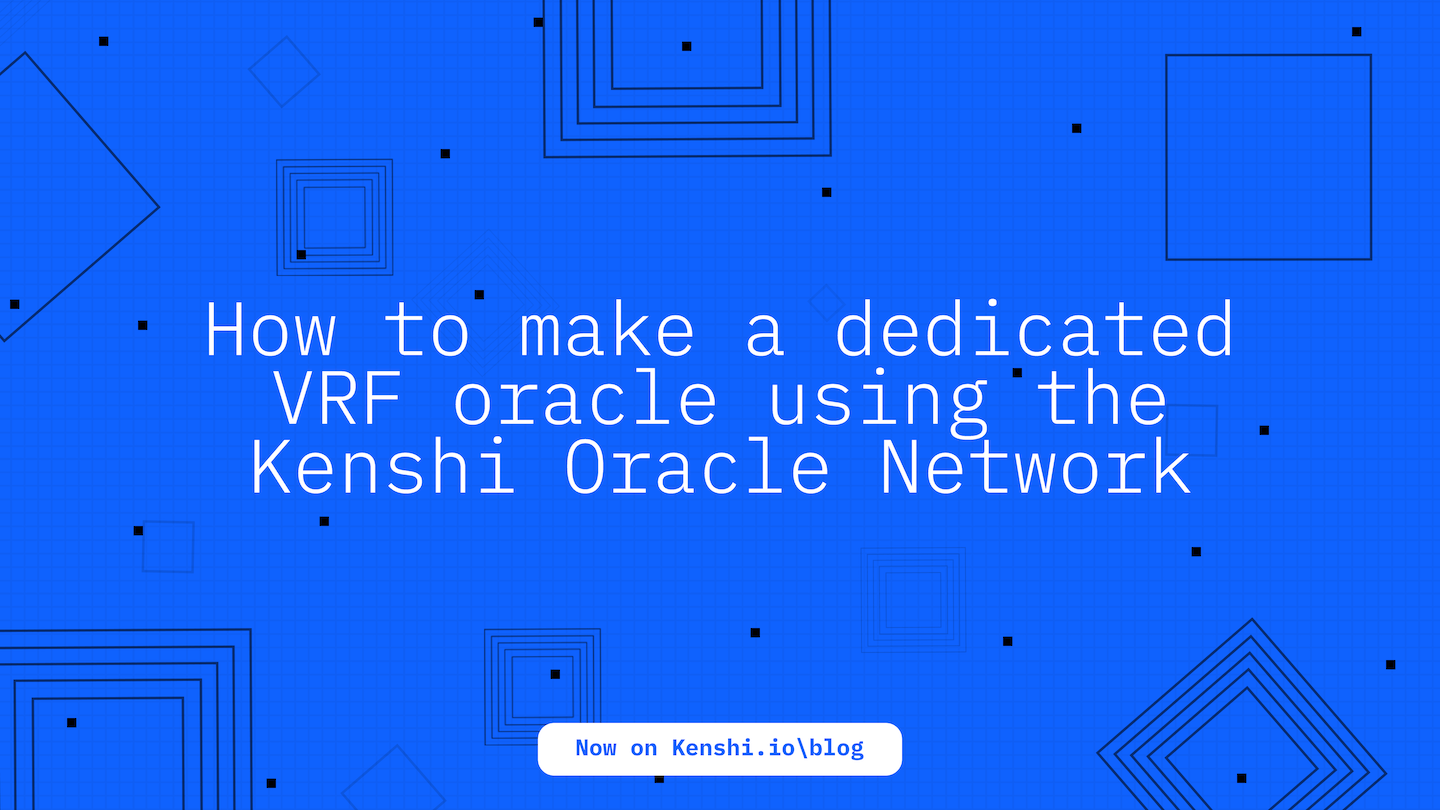 How to make a dedicated
VRF oracle using the
Kenshi Oracle Network
Now on Kenshi.io\blog